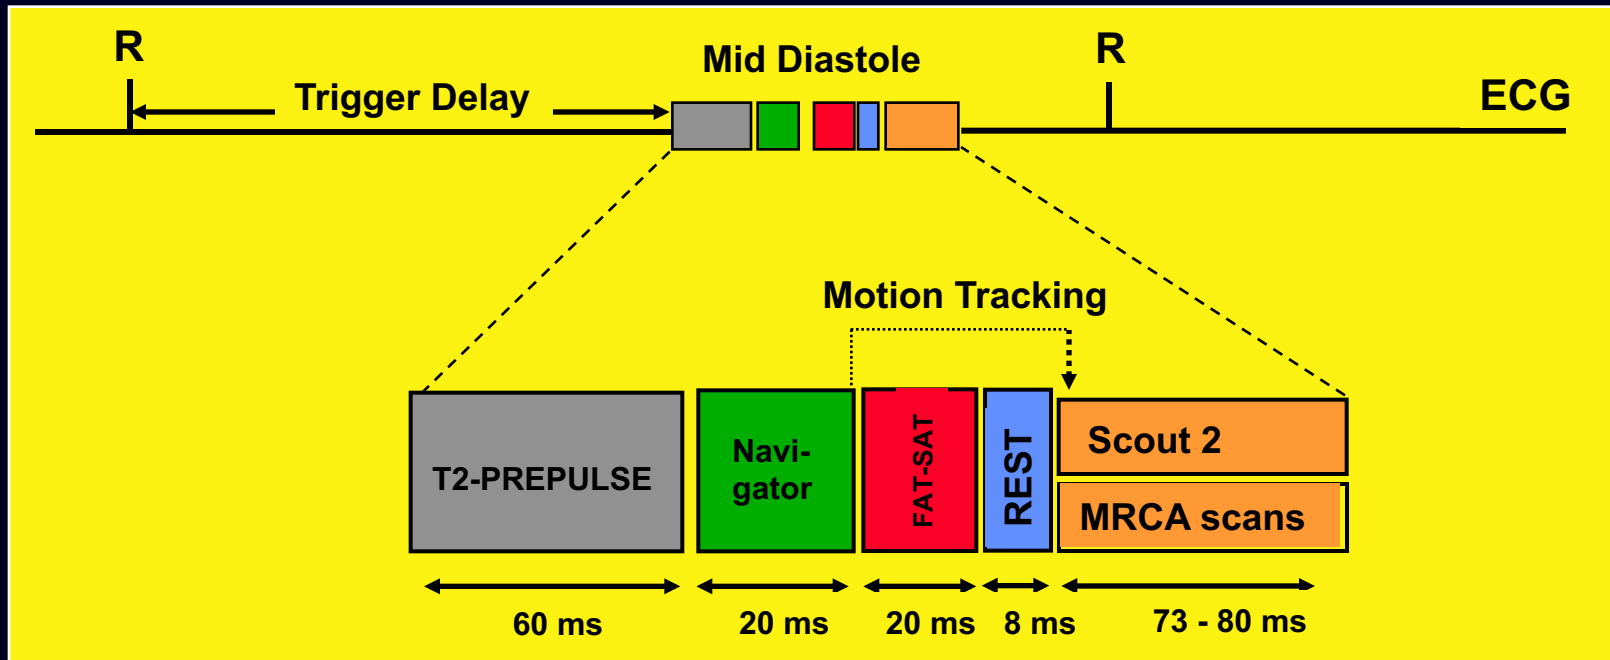 R
Mid Diastole
R
Trigger Delay
ECG
Motion Tracking
T2-PREPULSE
Navi-
gator
FAT-SAT
REST
Scout 2
MRCA scans
60 ms
20 ms
20 ms
8 ms
73 - 80 ms